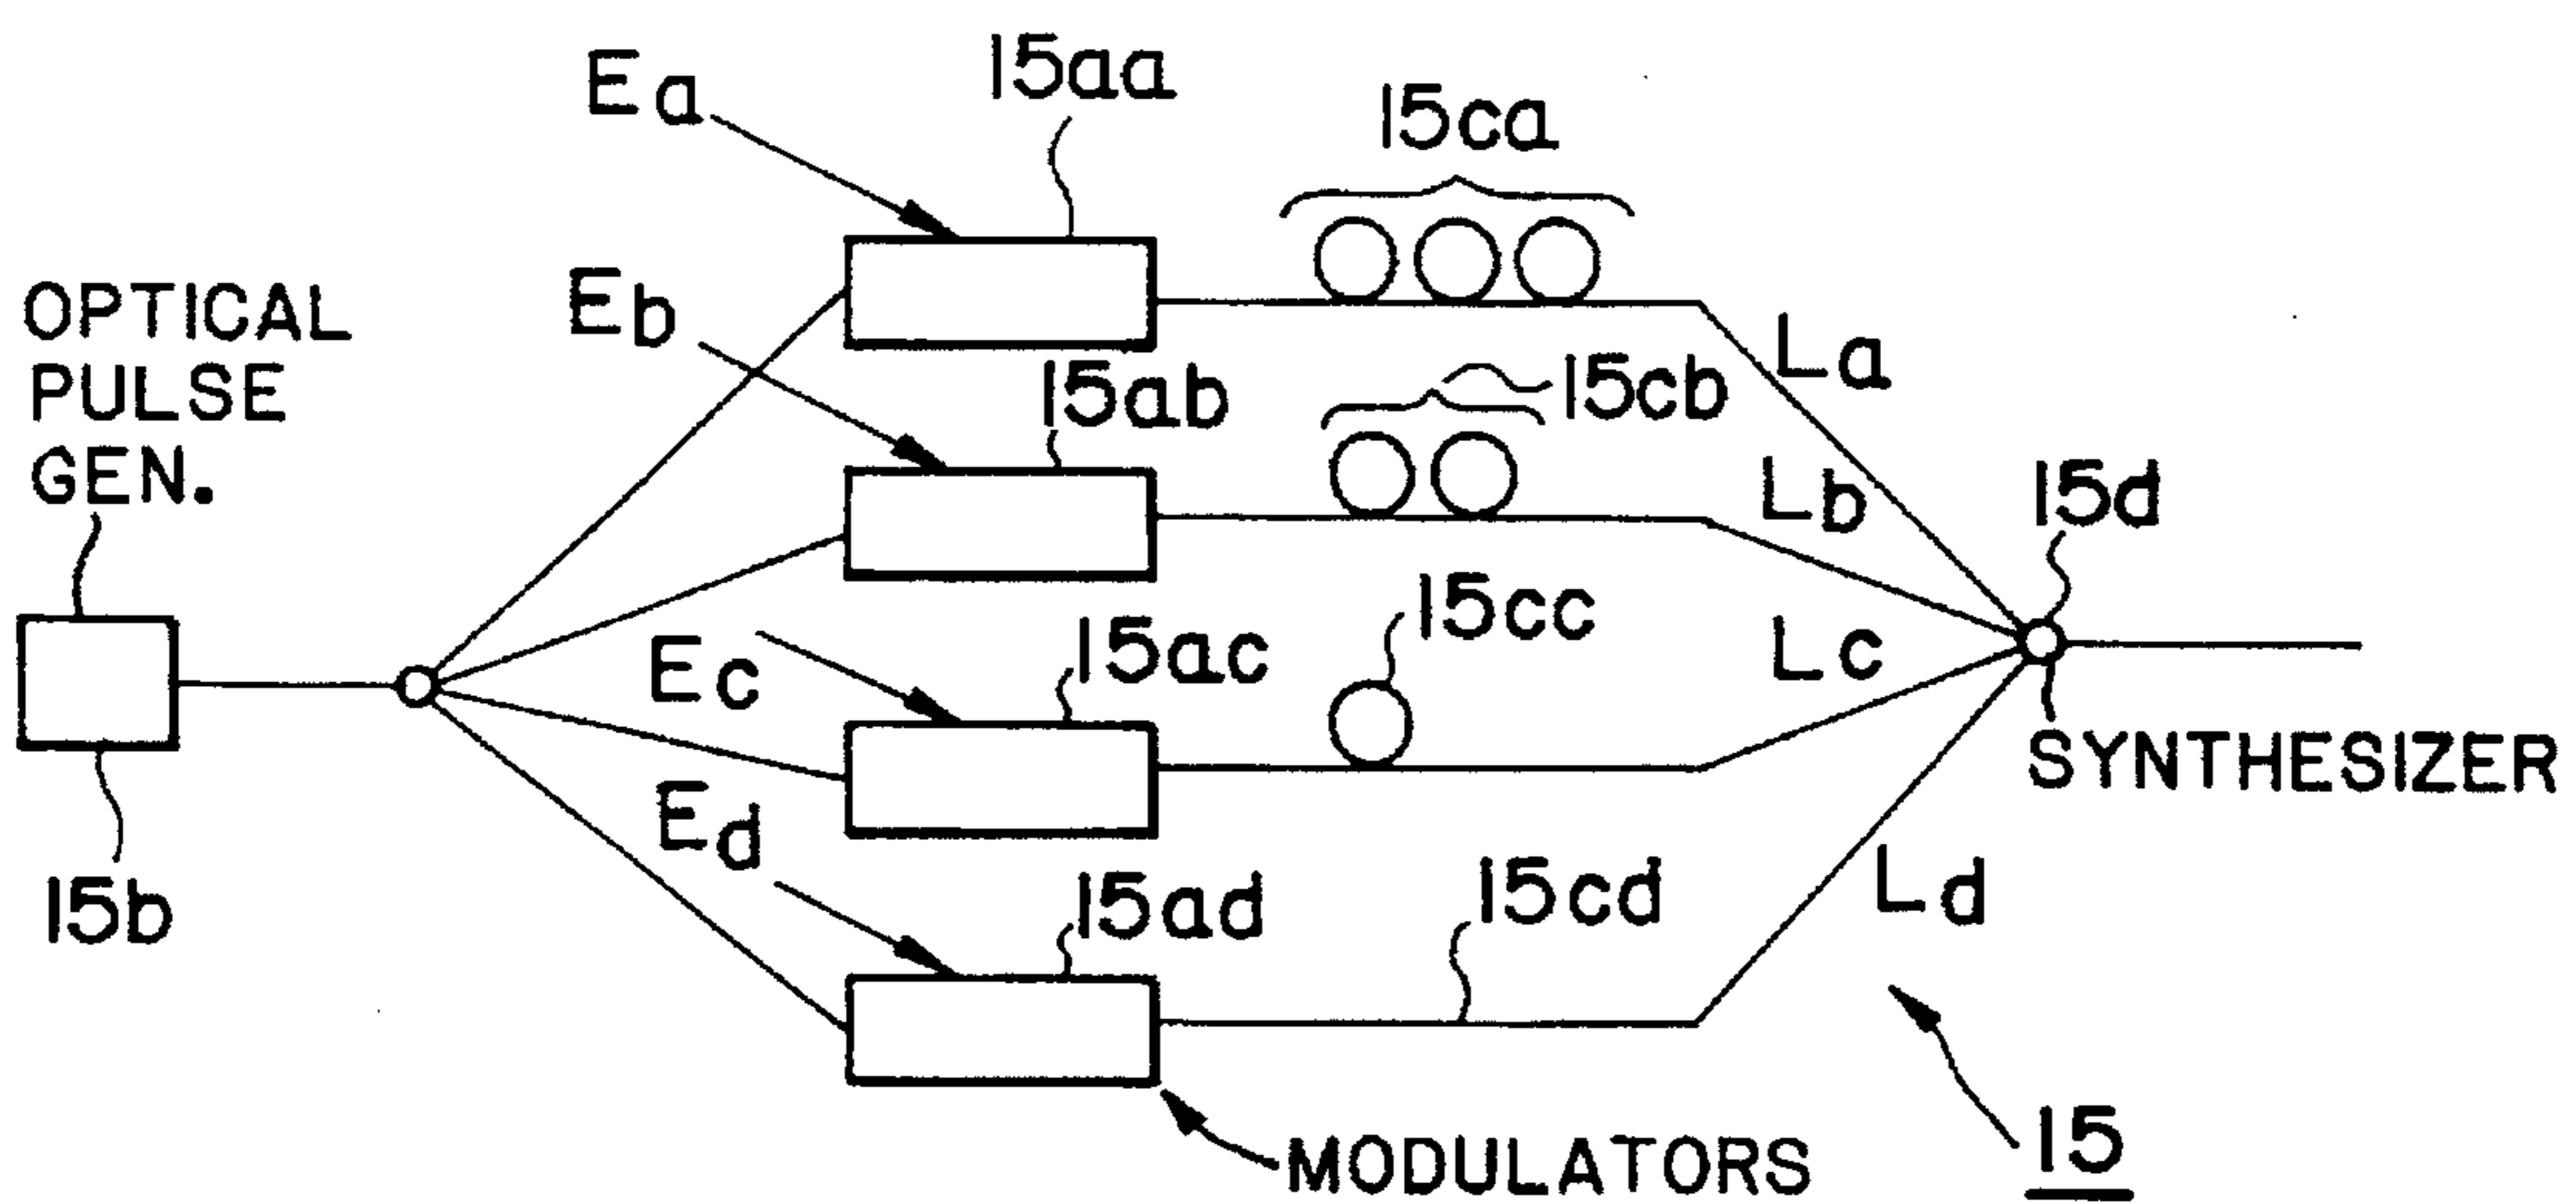 Ea
15aa
15ca
OPTICAL
PULSE
GEN.
Eb
15ab
15cb
La
Lb
15d
Ec
15ac
15cc
Lc
SYNTHESIZER
15b
Ed
15ad
15cd
Ld
MODULATORS
15